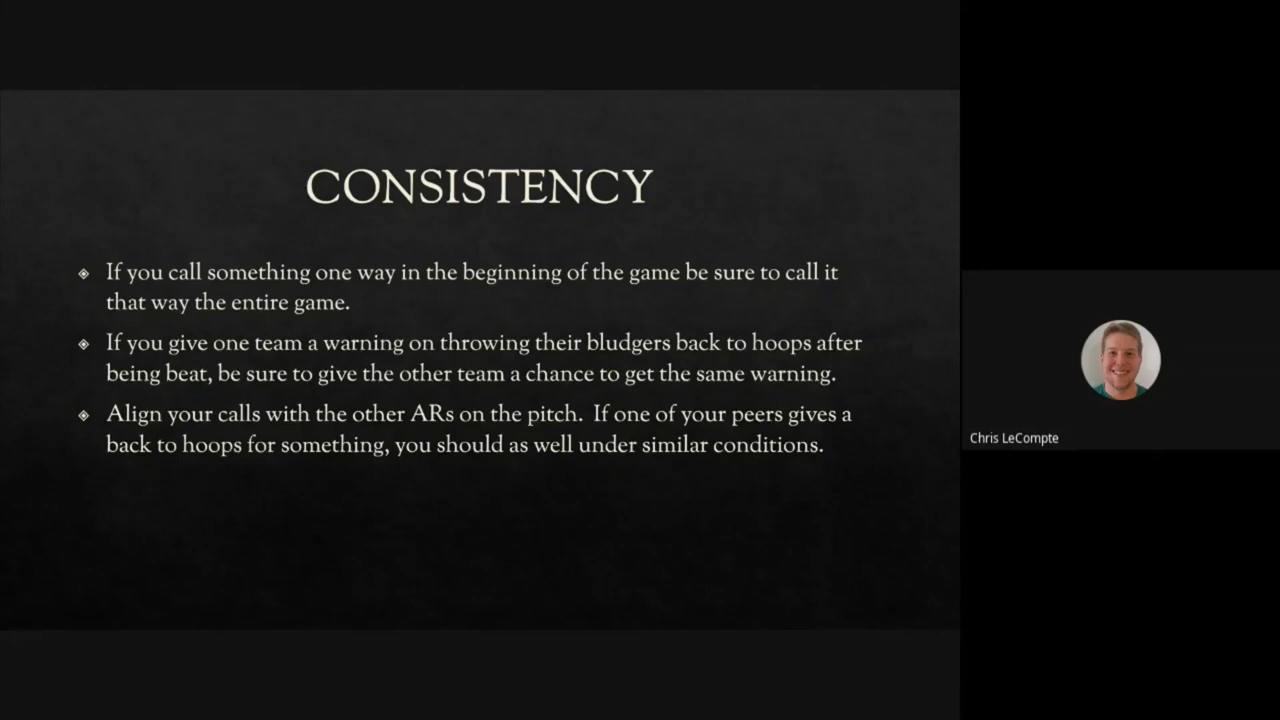 CONSISTENCY
If you call something one way in the beginning of the game be sure to call it
that way the entire game.
If you give one team a warning on throwing their bludgers back to hoops after
being beat, be sure to give the other team a chance to get the same warning.
Align your calls with the other ARs on the pitch.  If one of your peers gives a
back to hoops for something, you should as well under similar conditions.
Chris LeCompte